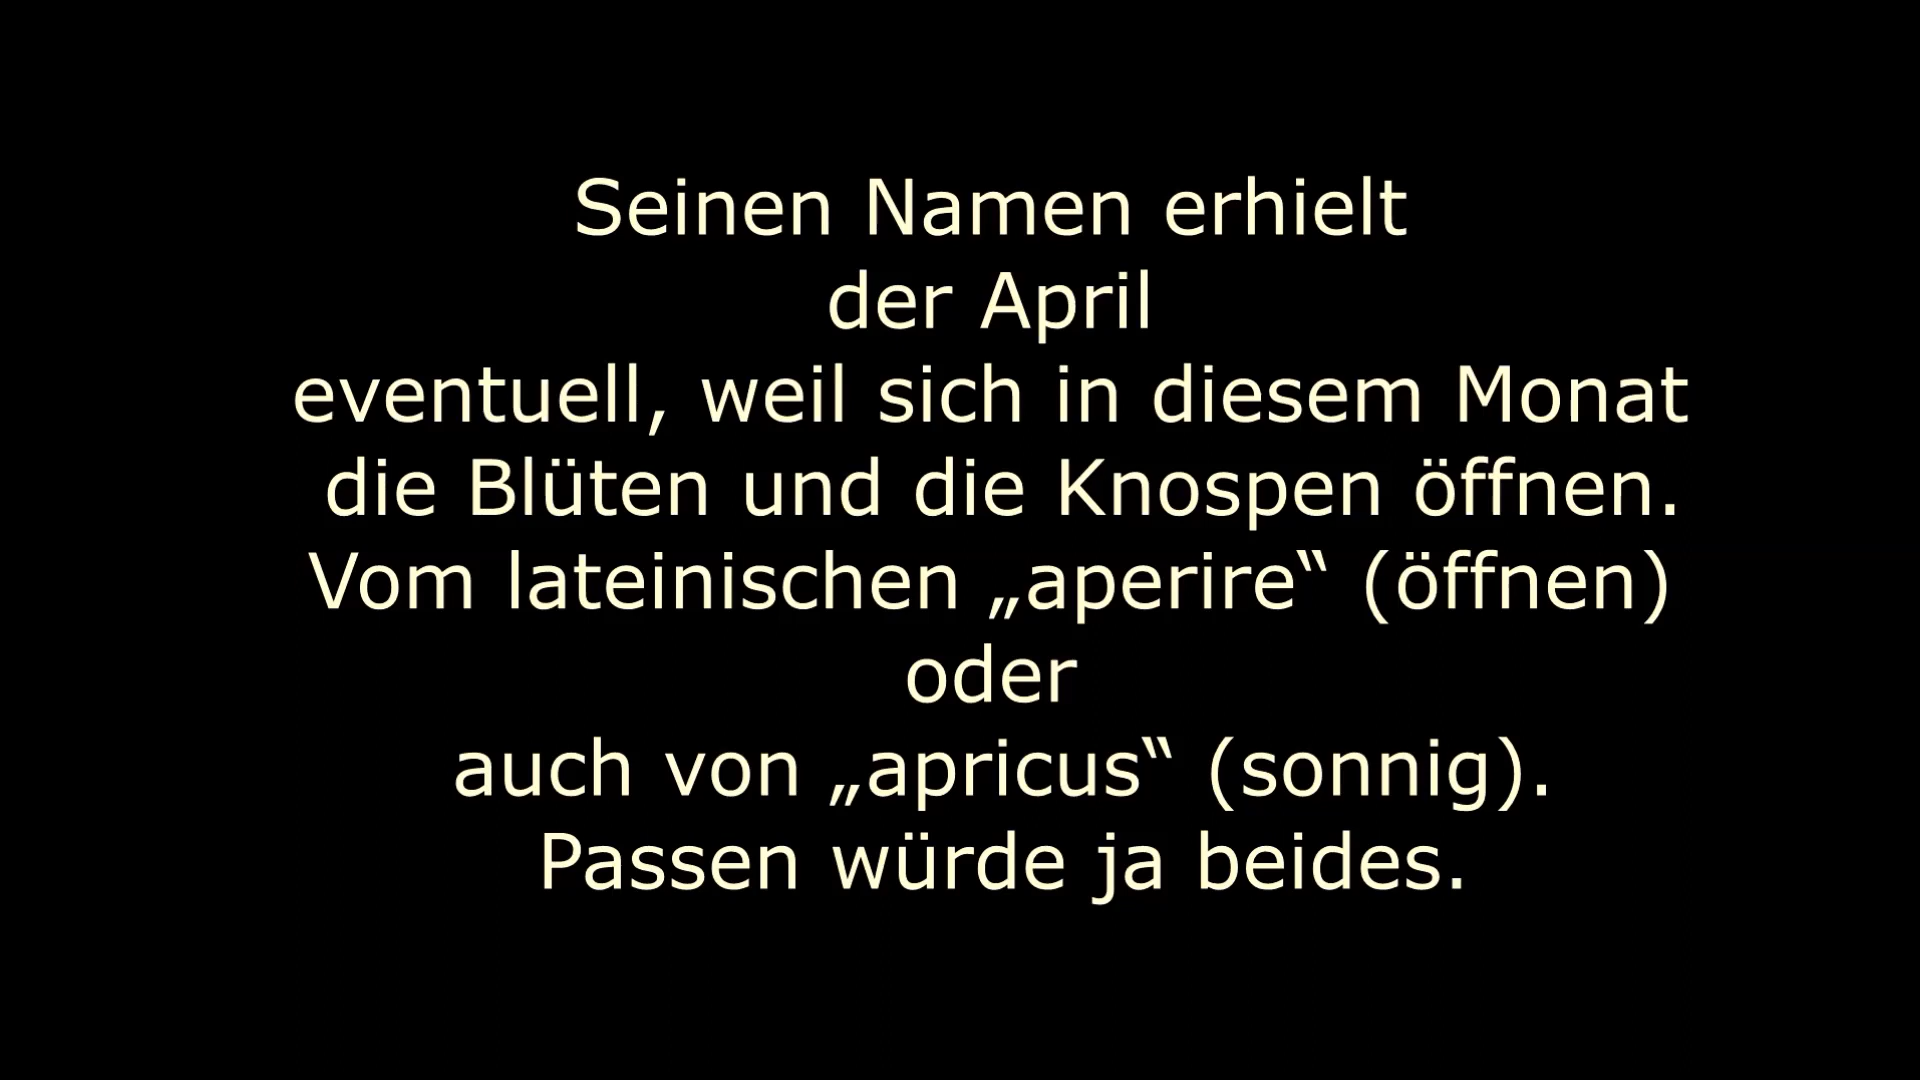 Seinen Namen erhielt
der April
eventuell, weil sich in diesem Monat
die Blüten und die Knospen öffnen.
Vom lateinischen „aperire“ (öffnen)
oder
auch von „apricus“ (sonnig).
Passen würde ja beides.